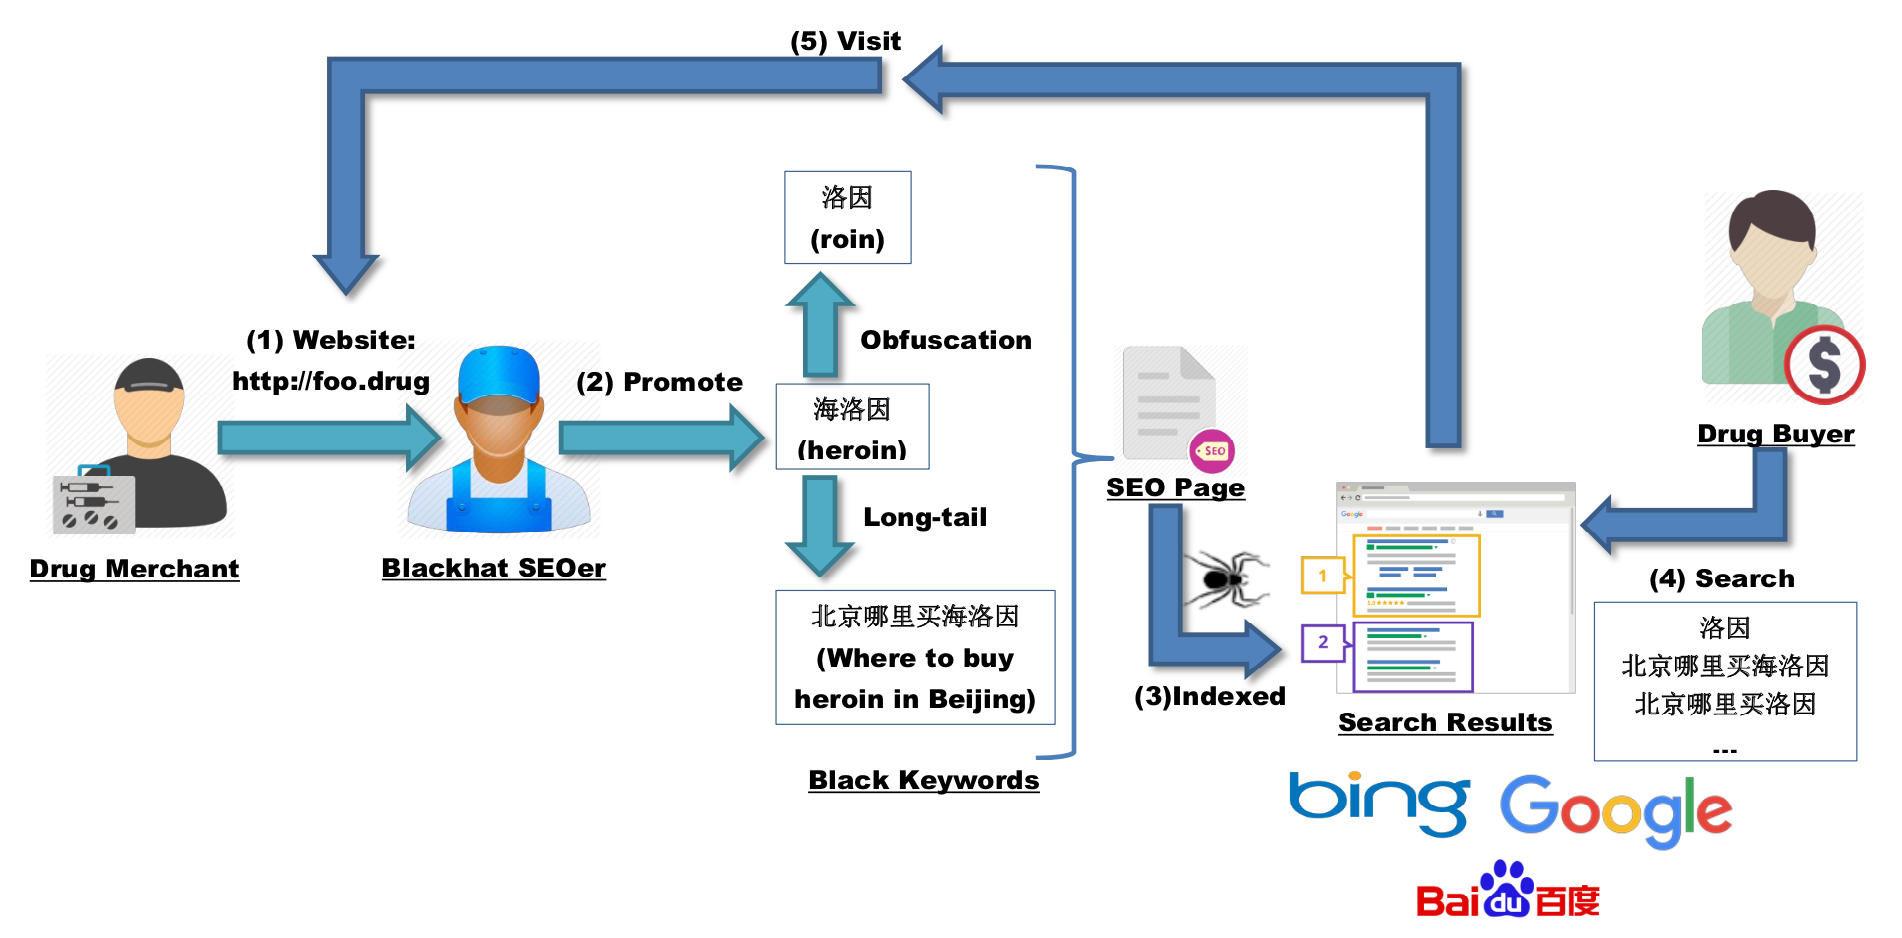 (5) Visit
洛因
(roin)
(1) Website:
http://foo.drug
(2) Promote
Obfuscation
海洛因
(heroin)
Long-tail
北京哪里买海洛因
(Where to buy
heroin in Beijing)
Black Keywords
Drug Merchant
Blackhat SEOer
SEO
SEO Page
(3)Indexed
Google
1
2
Search Results
$
Drug Buyer
(4) Search
洛因
北京哪里买海洛因
北京哪里买洛因
...
bing
Google
Bai du 百度